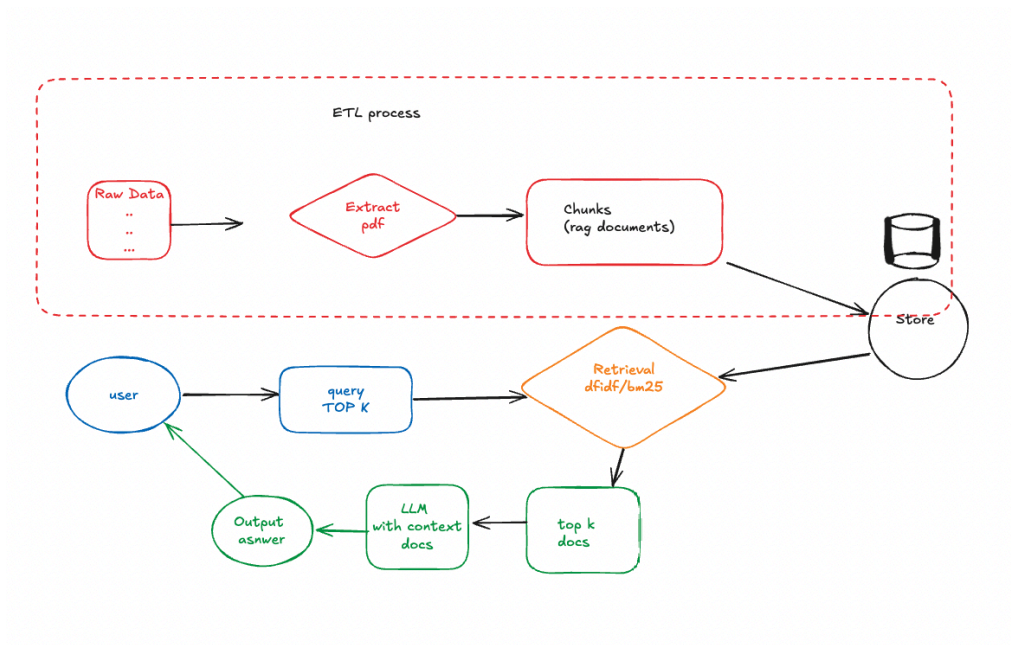 ETL process
Raw Data
..
..
...
Extract
pdf
Chunks
(rag documents)
Store
user
query
TOP K
Retrieval
dfidf/bm25
Output
asnwer
LLM
with context
docs
top k
docs